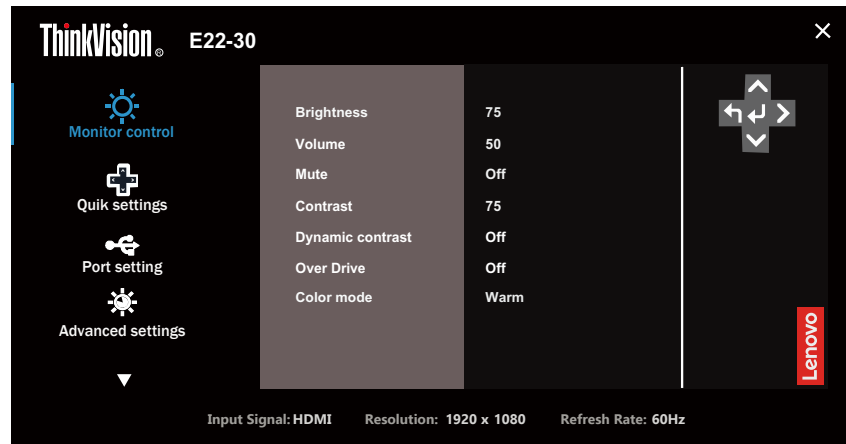 ThinkVision® E22-30
Monitor control
Quik settings
Port setting
Advanced settings
Brightness 75
Volume 50
Mute Off
Contrast 75
Dynamic contrast Off
Over Drive Off
Color mode Warm
Lenovo
Input Signal: HDMI Resolution: 1920 x 1080 Refresh Rate: 60Hz